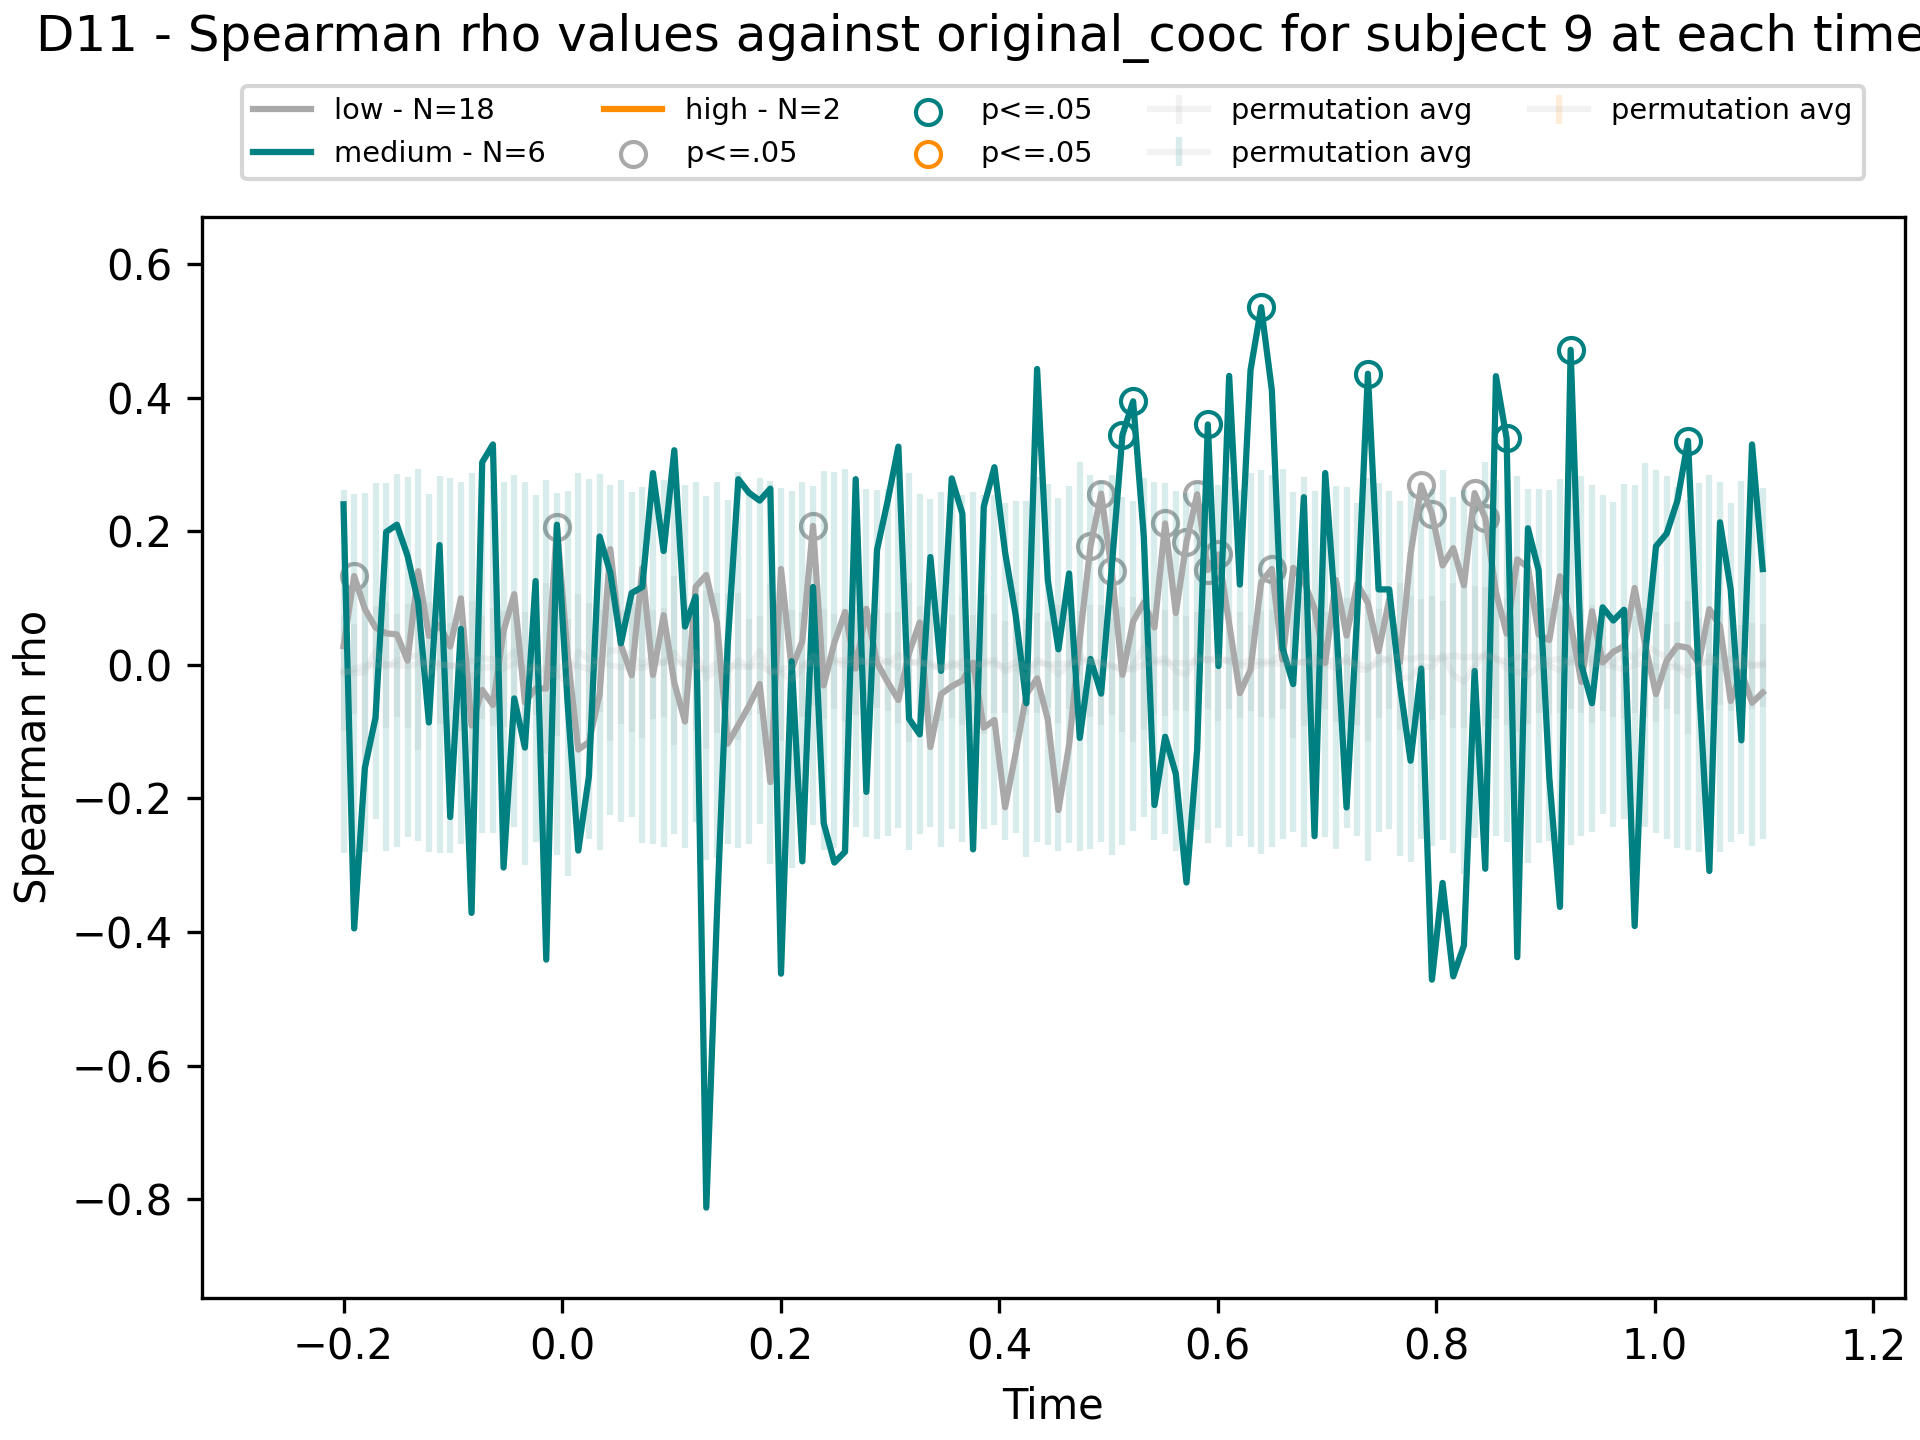 D11 - Spearman rho values against original_cooc for subject 9 at each time
low - N=18
medium - N=6
high - N=2
p<=.05
p<=.05
p<=.05
permutation avg
permutation avg
permutation avg
Spearman rho
0.6
0.4
0.2
0.0
−0.2
−0.4
−0.6
−0.8
−0.2
0.0
0.2
0.4
0.6
0.8
1.0
1.2
Time